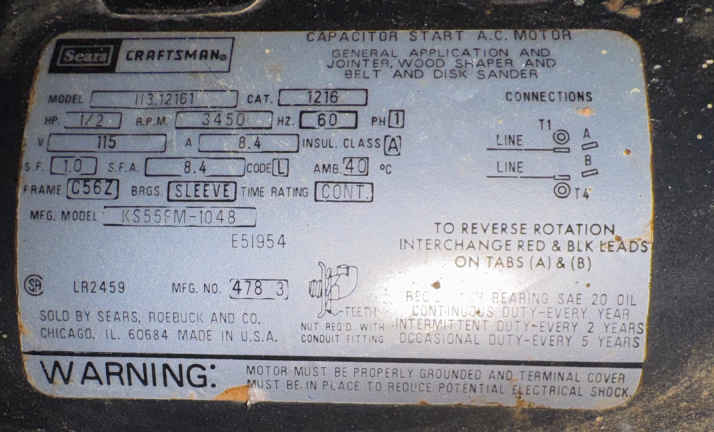 CAPACITOR START A.C. MOTOR
Sears CRAFTSMAN®
GENERAL APPLICATION AND
JOINTER, WOOD SHAPER AND
BELT AND DISK SANDER
MODEL 113.12161 CAT. 1216
HP. 1/2 R.P.M. 3450 HZ. 60 PH 1
V 115 A 8.4 INSUL. CLASS A
S.F. 1.0 S.F.A. 8.4 CODE L AMB. 40 °C
FRAME C56Z BRGS. SLEEVE TIME RATING CONT.
MFG. MODEL KS55FM-1048
E51954
CONNECTIONS
T1
A
LINE
B
LINE
T4
TO REVERSE ROTATION
INTERCHANGE RED & BLK LEADS
ON TABS (A) & (B)
SA LR2459 MFG. NO. 478 3
SOLD BY SEARS, ROEBUCK AND CO.
CHICAGO, IL. 60684 MADE IN U.S.A.
TEETH
NUT REQ'D. WITH
CONDUIT FITTING
BEARING SAE 20 OIL
CONTINUOUS DUTY-EVERY YEAR
INTERMITTENT DUTY-EVERY 2 YEARS
OCCASIONAL DUTY-EVERY 5 YEARS
WARNING: MOTOR MUST BE PROPERLY GROUNDED AND TERMINAL COVER
MUST BE IN PLACE TO REDUCE POTENTIAL ELECTRICAL SHOCK.